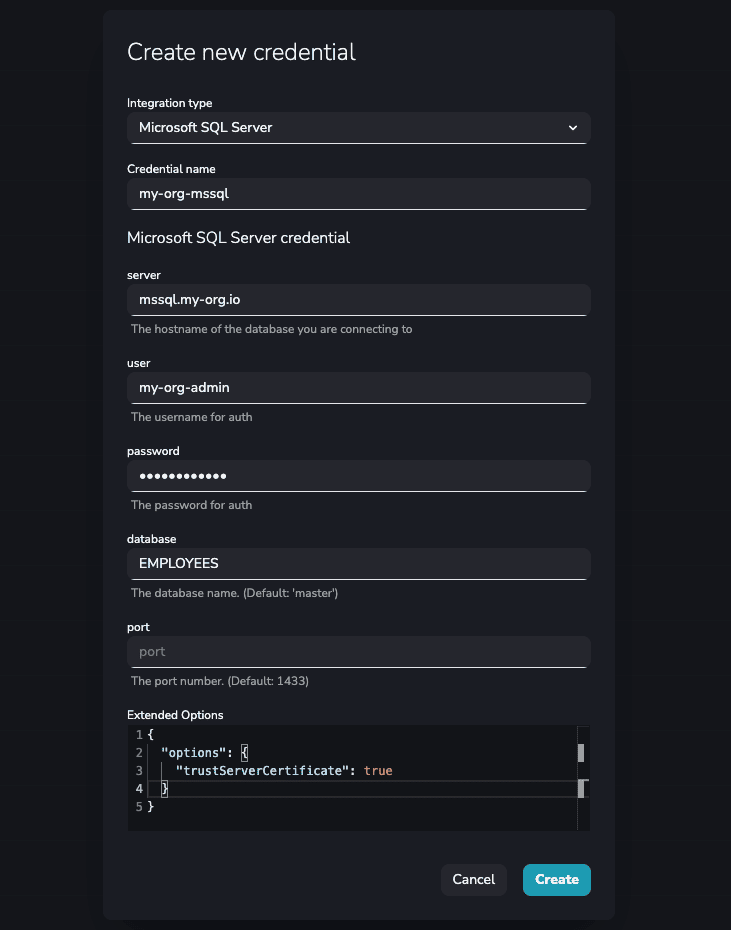 Create new credential
Integration type
Microsoft SQL Server
Credential name
my-org-mssql
Microsoft SQL Server credential
server
mssql.my-org.io
The hostname of the database you are connecting to
user
my-org-admin
The username for auth
password
••••••••••••
The password for auth
database
EMPLOYEES
The database name. (Default: 'master')
port
port
The port number. (Default: 1433)
Extended Options
1 {
2 "options": {
3 "trustServerCertificate": true
4 }
5 }
Cancel Create